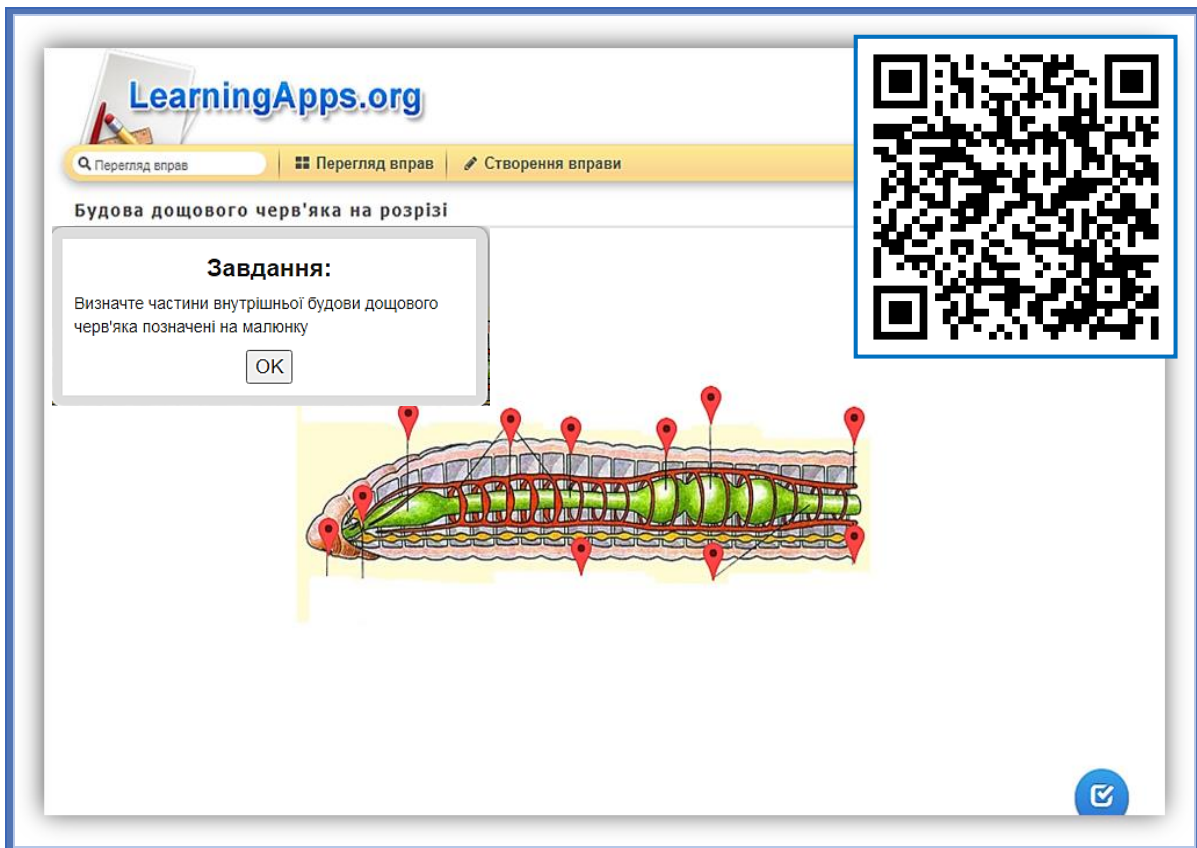 LearningApps.org
Перегляд вправ
Перегляд вправ
Створення вправи
Будова дощового черв'яка на розрізі
Завдання:
Визначте частини внутрішньої будови дощового
черв'яка позначені на малюнку
OK